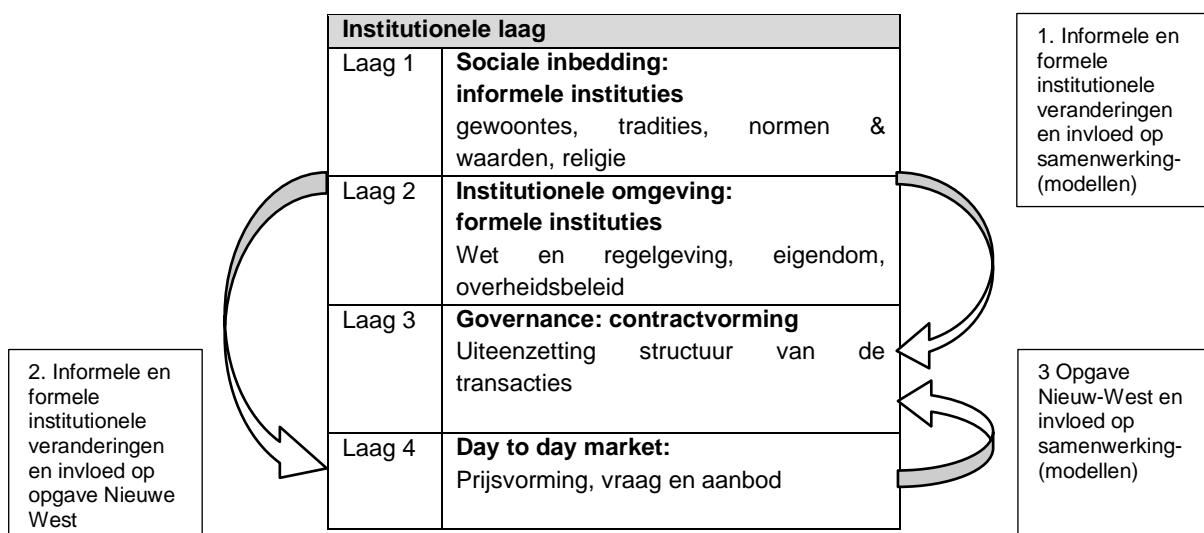 Institutionele laag
Laag 1
Sociale inbedding:
informele instituties
gewoontes, tradities, normen &
waarden, religie
Laag 2
Institutionele omgeving:
formele instituties
Wet en regelgeving, eigendom,
overheidsbeleid
Laag 3
Governance: contractvorming
Uiteenzetting structuur van de
transacties
Laag 4
Day to day market:
Prijsvorming, vraag en aanbod
1. Informele en
formele
institutionele
veranderingen
en invloed op
samenwerking-
(modellen)
2. Informele en
formele
institutionele
veranderingen
en invloed op
opgave Nieuwe
West
3 Opgave
Nieuw-West en
invloed op
samenwerking-
(modellen)